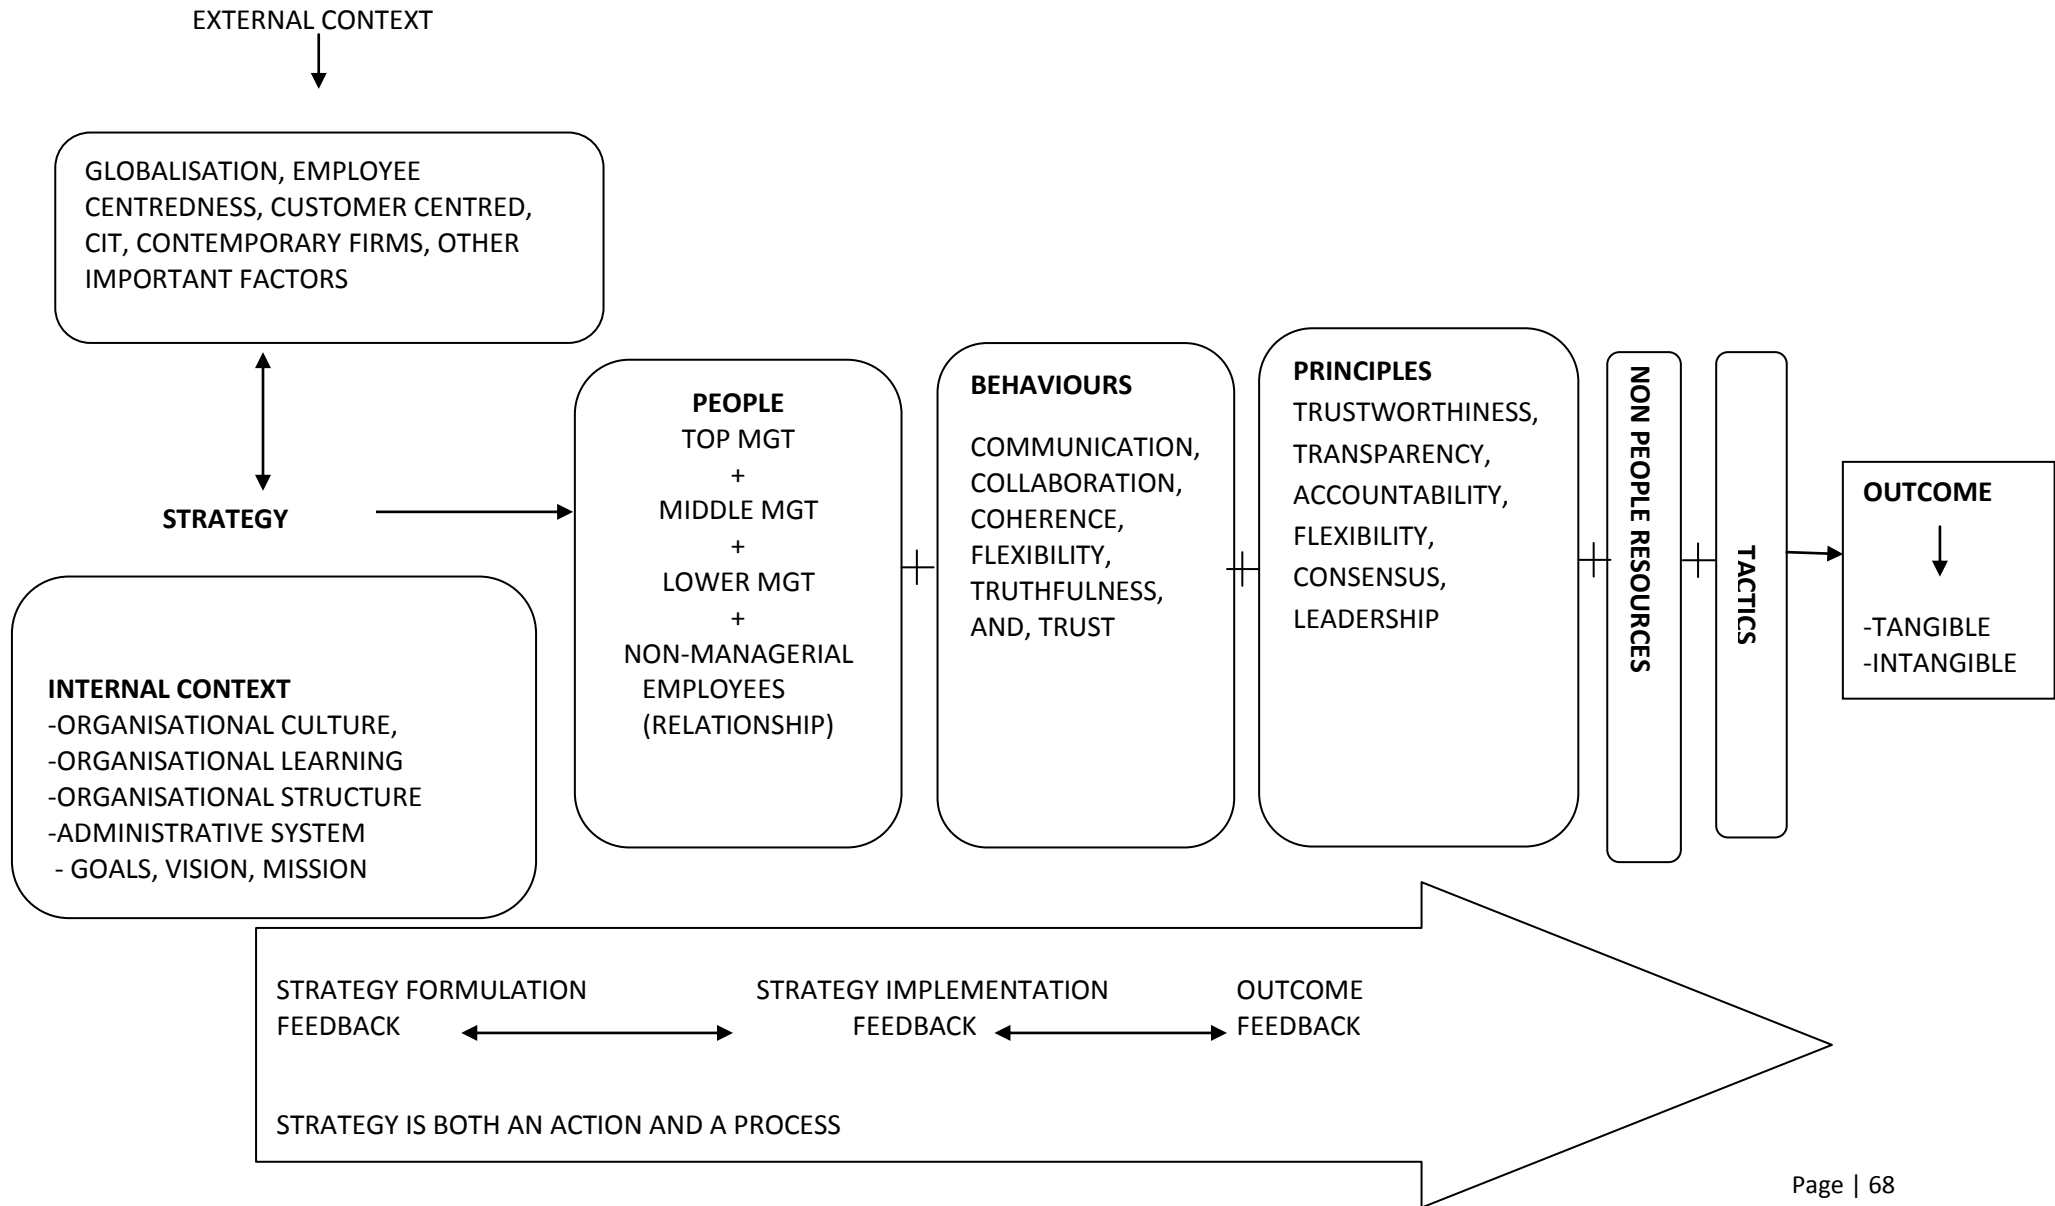 EXTERNAL CONTEXT
GLOBALISATION, EMPLOYEE
CENTREDNESS, CUSTOMER CENTRED,
CIT, CONTEMPORARY FIRMS, OTHER
IMPORTANT FACTORS
STRATEGY
INTERNAL CONTEXT
-ORGANISATIONAL CULTURE,
-ORGANISATIONAL LEARNING
-ORGANISATIONAL STRUCTURE
-ADMINISTRATIVE SYSTEM
- GOALS, VISION, MISSION
PEOPLE
TOP MGT
+
MIDDLE MGT
+
LOWER MGT
+
NON-MANAGERIAL
EMPLOYEES
(RELATIONSHIP)
BEHAVIOURS
COMMUNICATION,
COLLABORATION,
COHERENCE,
FLEXIBILITY,
TRUTHFULNESS,
AND, TRUST
PRINCIPLES
TRUSTWORTHINESS,
TRANSPARENCY,
ACCOUNTABILITY,
FLEXIBILITY,
CONSENSUS,
LEADERSHIP
NON PEOPLE RESOURCES
TACTICS
OUTCOME
-TANGIBLE
-INTANGIBLE
STRATEGY FORMULATION
FEEDBACK
STRATEGY IMPLEMENTATION
FEEDBACK
OUTCOME
FEEDBACK
STRATEGY IS BOTH AN ACTION AND A PROCESS
Page | 68